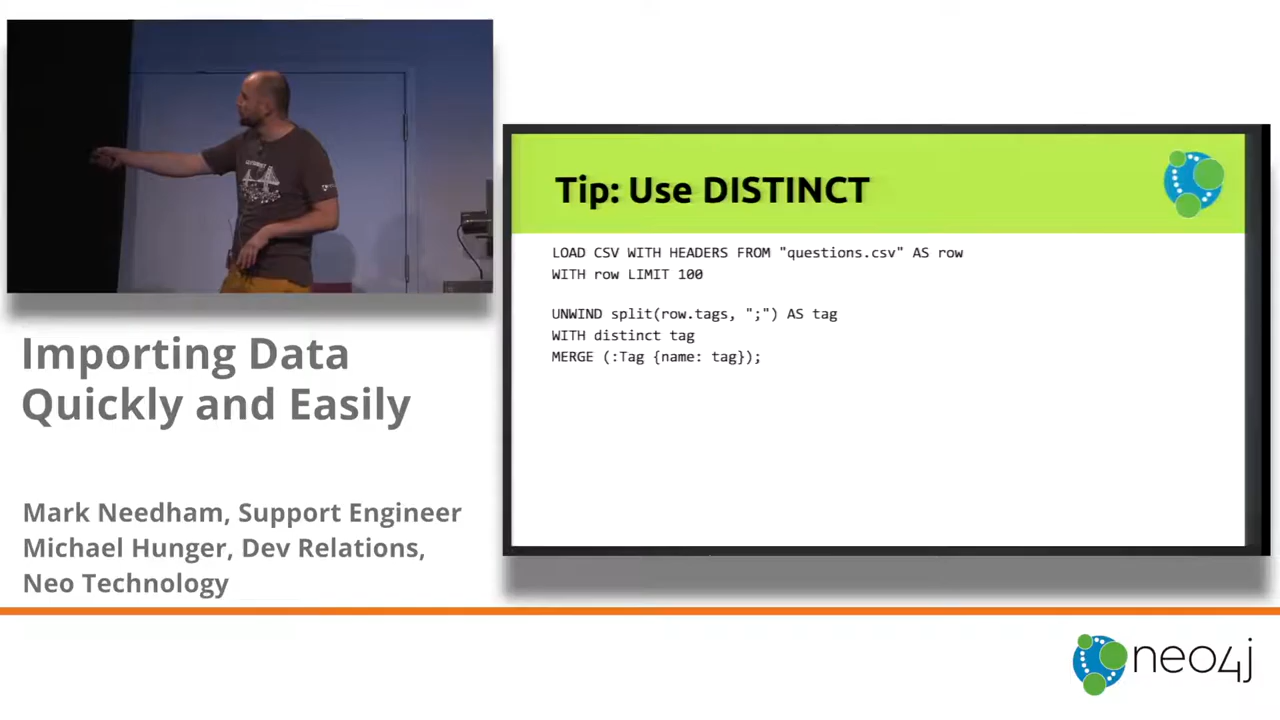 Tip: Use DISTINCT
LOAD CSV WITH HEADERS FROM "questions.csv" AS row
WITH row LIMIT 100
UNWIND split(row.tags, ";") AS tag
WITH distinct tag
MERGE (:Tag {name: tag});
Importing Data
Quickly and Easily
Mark Needham, Support Engineer
Michael Hunger, Dev Relations,
Neo Technology
neo4j